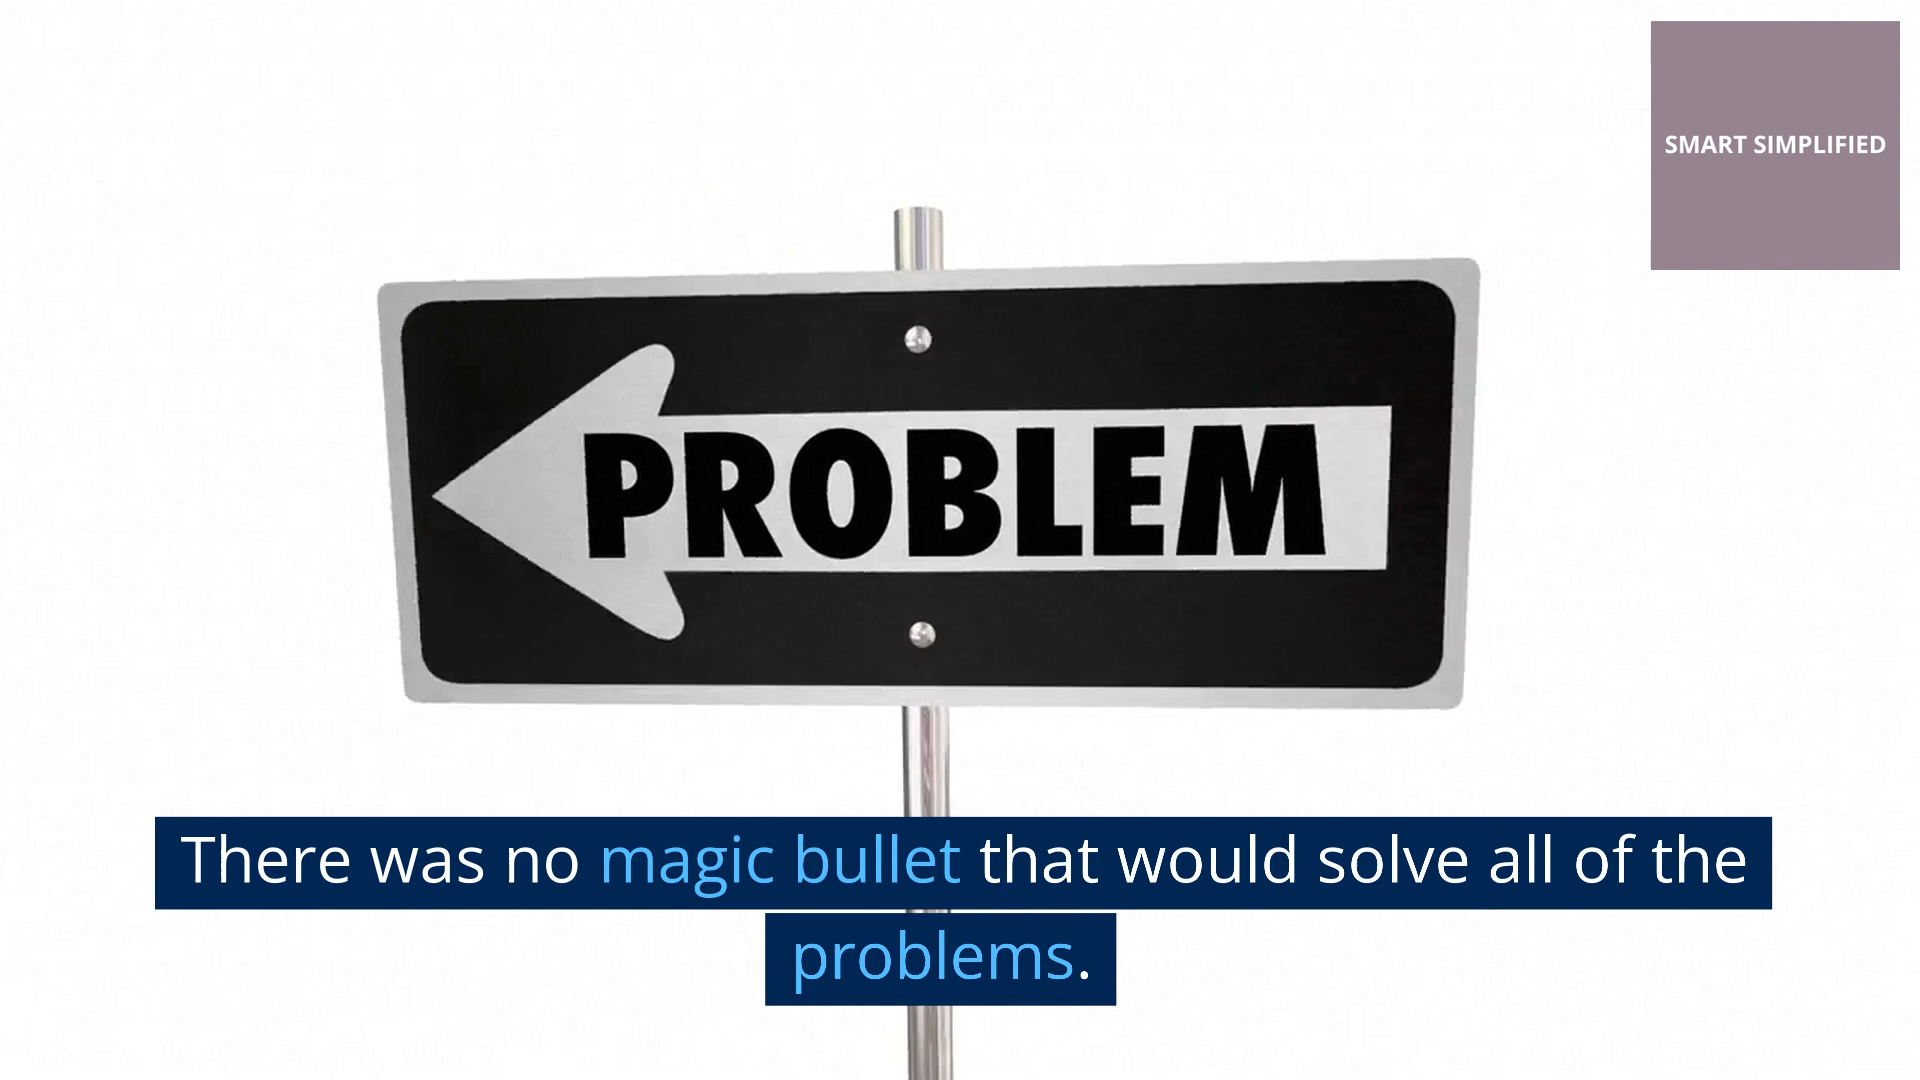 SMART SIMPLIFIED
PROBLEM
There was no magic bullet that would solve all of the
problems.